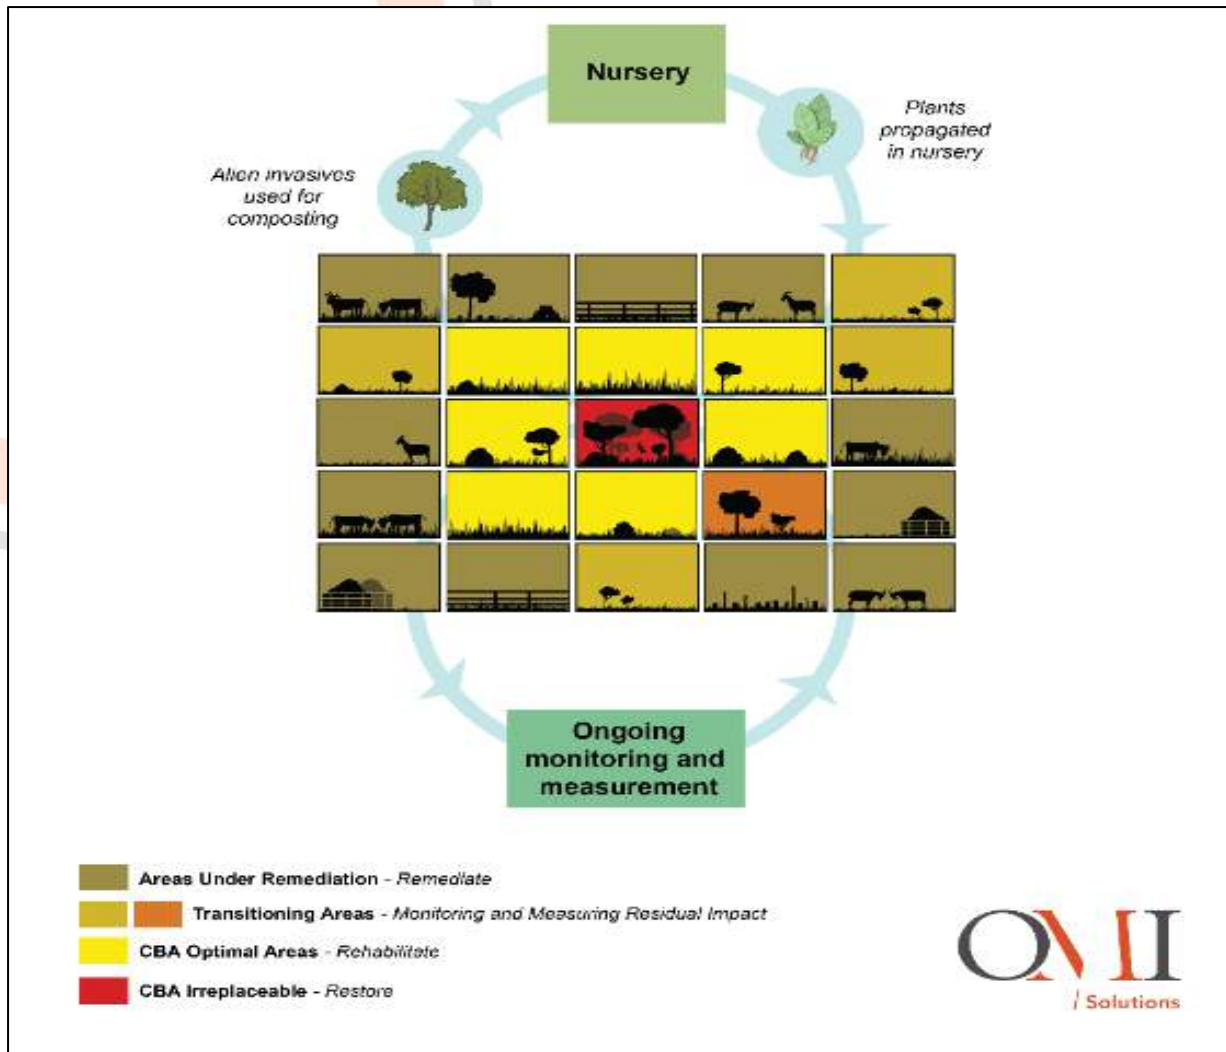 Nursery
Plants
propagated
in nursery
Alien invasives
used for
composting
Ongoing
monitoring and
measurement
Areas Under Remediation - Remediate
Transitioning Areas - Monitoring and Measuring Residual Impact
CBA Optimal Areas - Rehabilitate
CBA Irreplaceable - Restore
OMI
/ Solutions